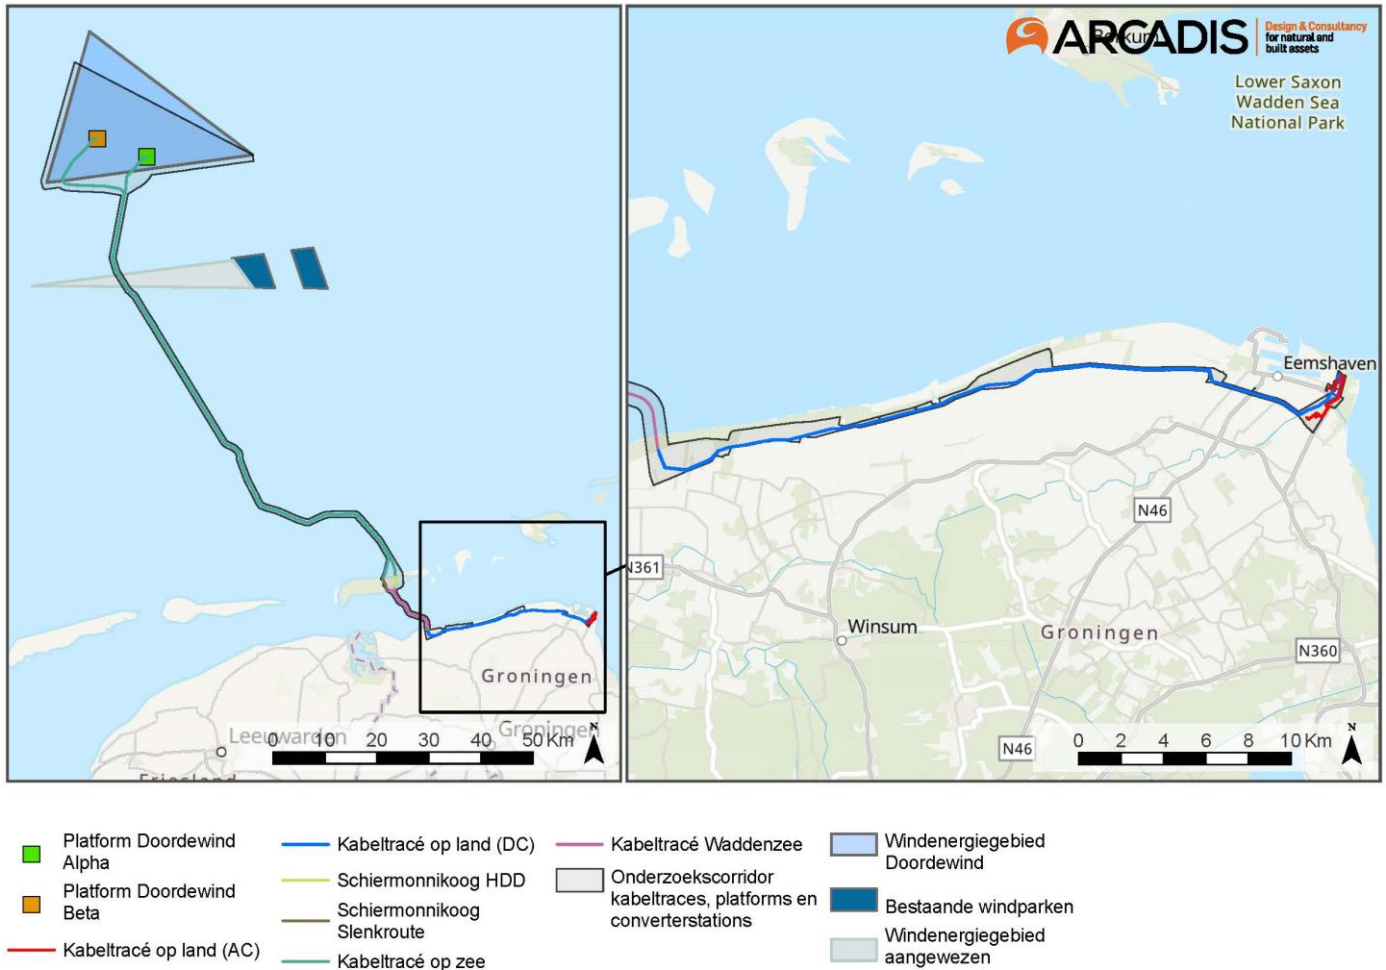 Groningen
Leeuwarden
Groningen
Friesland
0 10 20 30 40 50 Km
N
ARCADIS
Design & Consultancy
for natural and
built assets
Borkum
Lower Saxon
Wadden Sea
National Park
Eemshaven
N46
N361
Winsum
Groningen
N360
N46
0 2 4 6 8 10 Km
N
Platform Doordewind
Alpha
Platform Doordewind
Beta
Kabeltracé op land (AC)
Kabeltracé op land (DC)
Schiermonnikoog HDD
Schiermonnikoog
Slenkroute
Kabeltracé op zee
Kabeltracé Waddenzee
Onderzoekscorridor
kabeltraces, platforms en
converterstations
Windenergiegebied
Doordewind
Bestaande windparken
Windenergiegebied
aangewezen